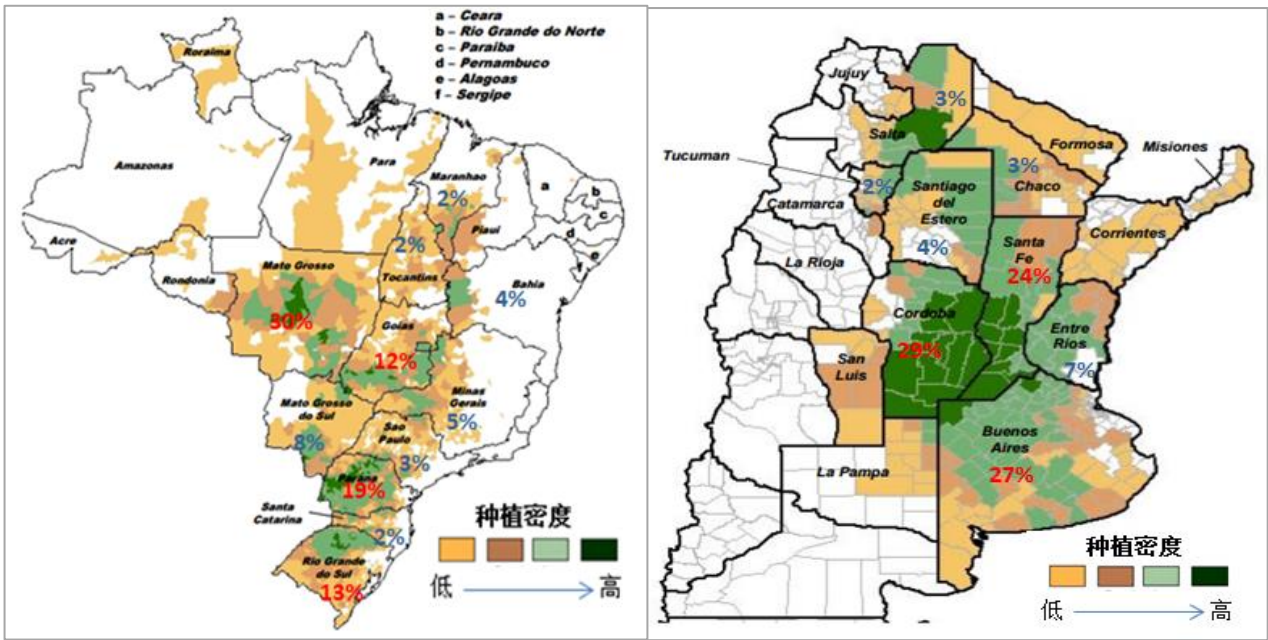 a – Ceara
b – Rio Grande do Norte
c – Paraiba
d – Pernambuco
e – Alagoas
f – Sergipe
Roraima
Amazonas
Para
Maranhao
2%
a
b
c
d
e
f
Piaui
Acre
Rondonia
Mato Grosso
30%
2%
Tocantins
Bahia
4%
Goias
12%
Minas
Gerais
5%
Mato Grosso
do Sul
8%
Sao
Paulo
3%
Parana
19%
Santa
Catarina
2%
Rio Grande
do Sul
13%
种植密度
低
高
Jujuy
3%
Salta
Formosa
Misiones
Tucuman
2%
3%
Chaco
Catamarca
Santiago
del
Estero
4%
Corrientes
Santa
Fe
24%
La Rioja
Cordoba
29%
Entre
Rios
7%
San
Luis
Buenos
Aires
27%
La Pampa
种植密度
低
高